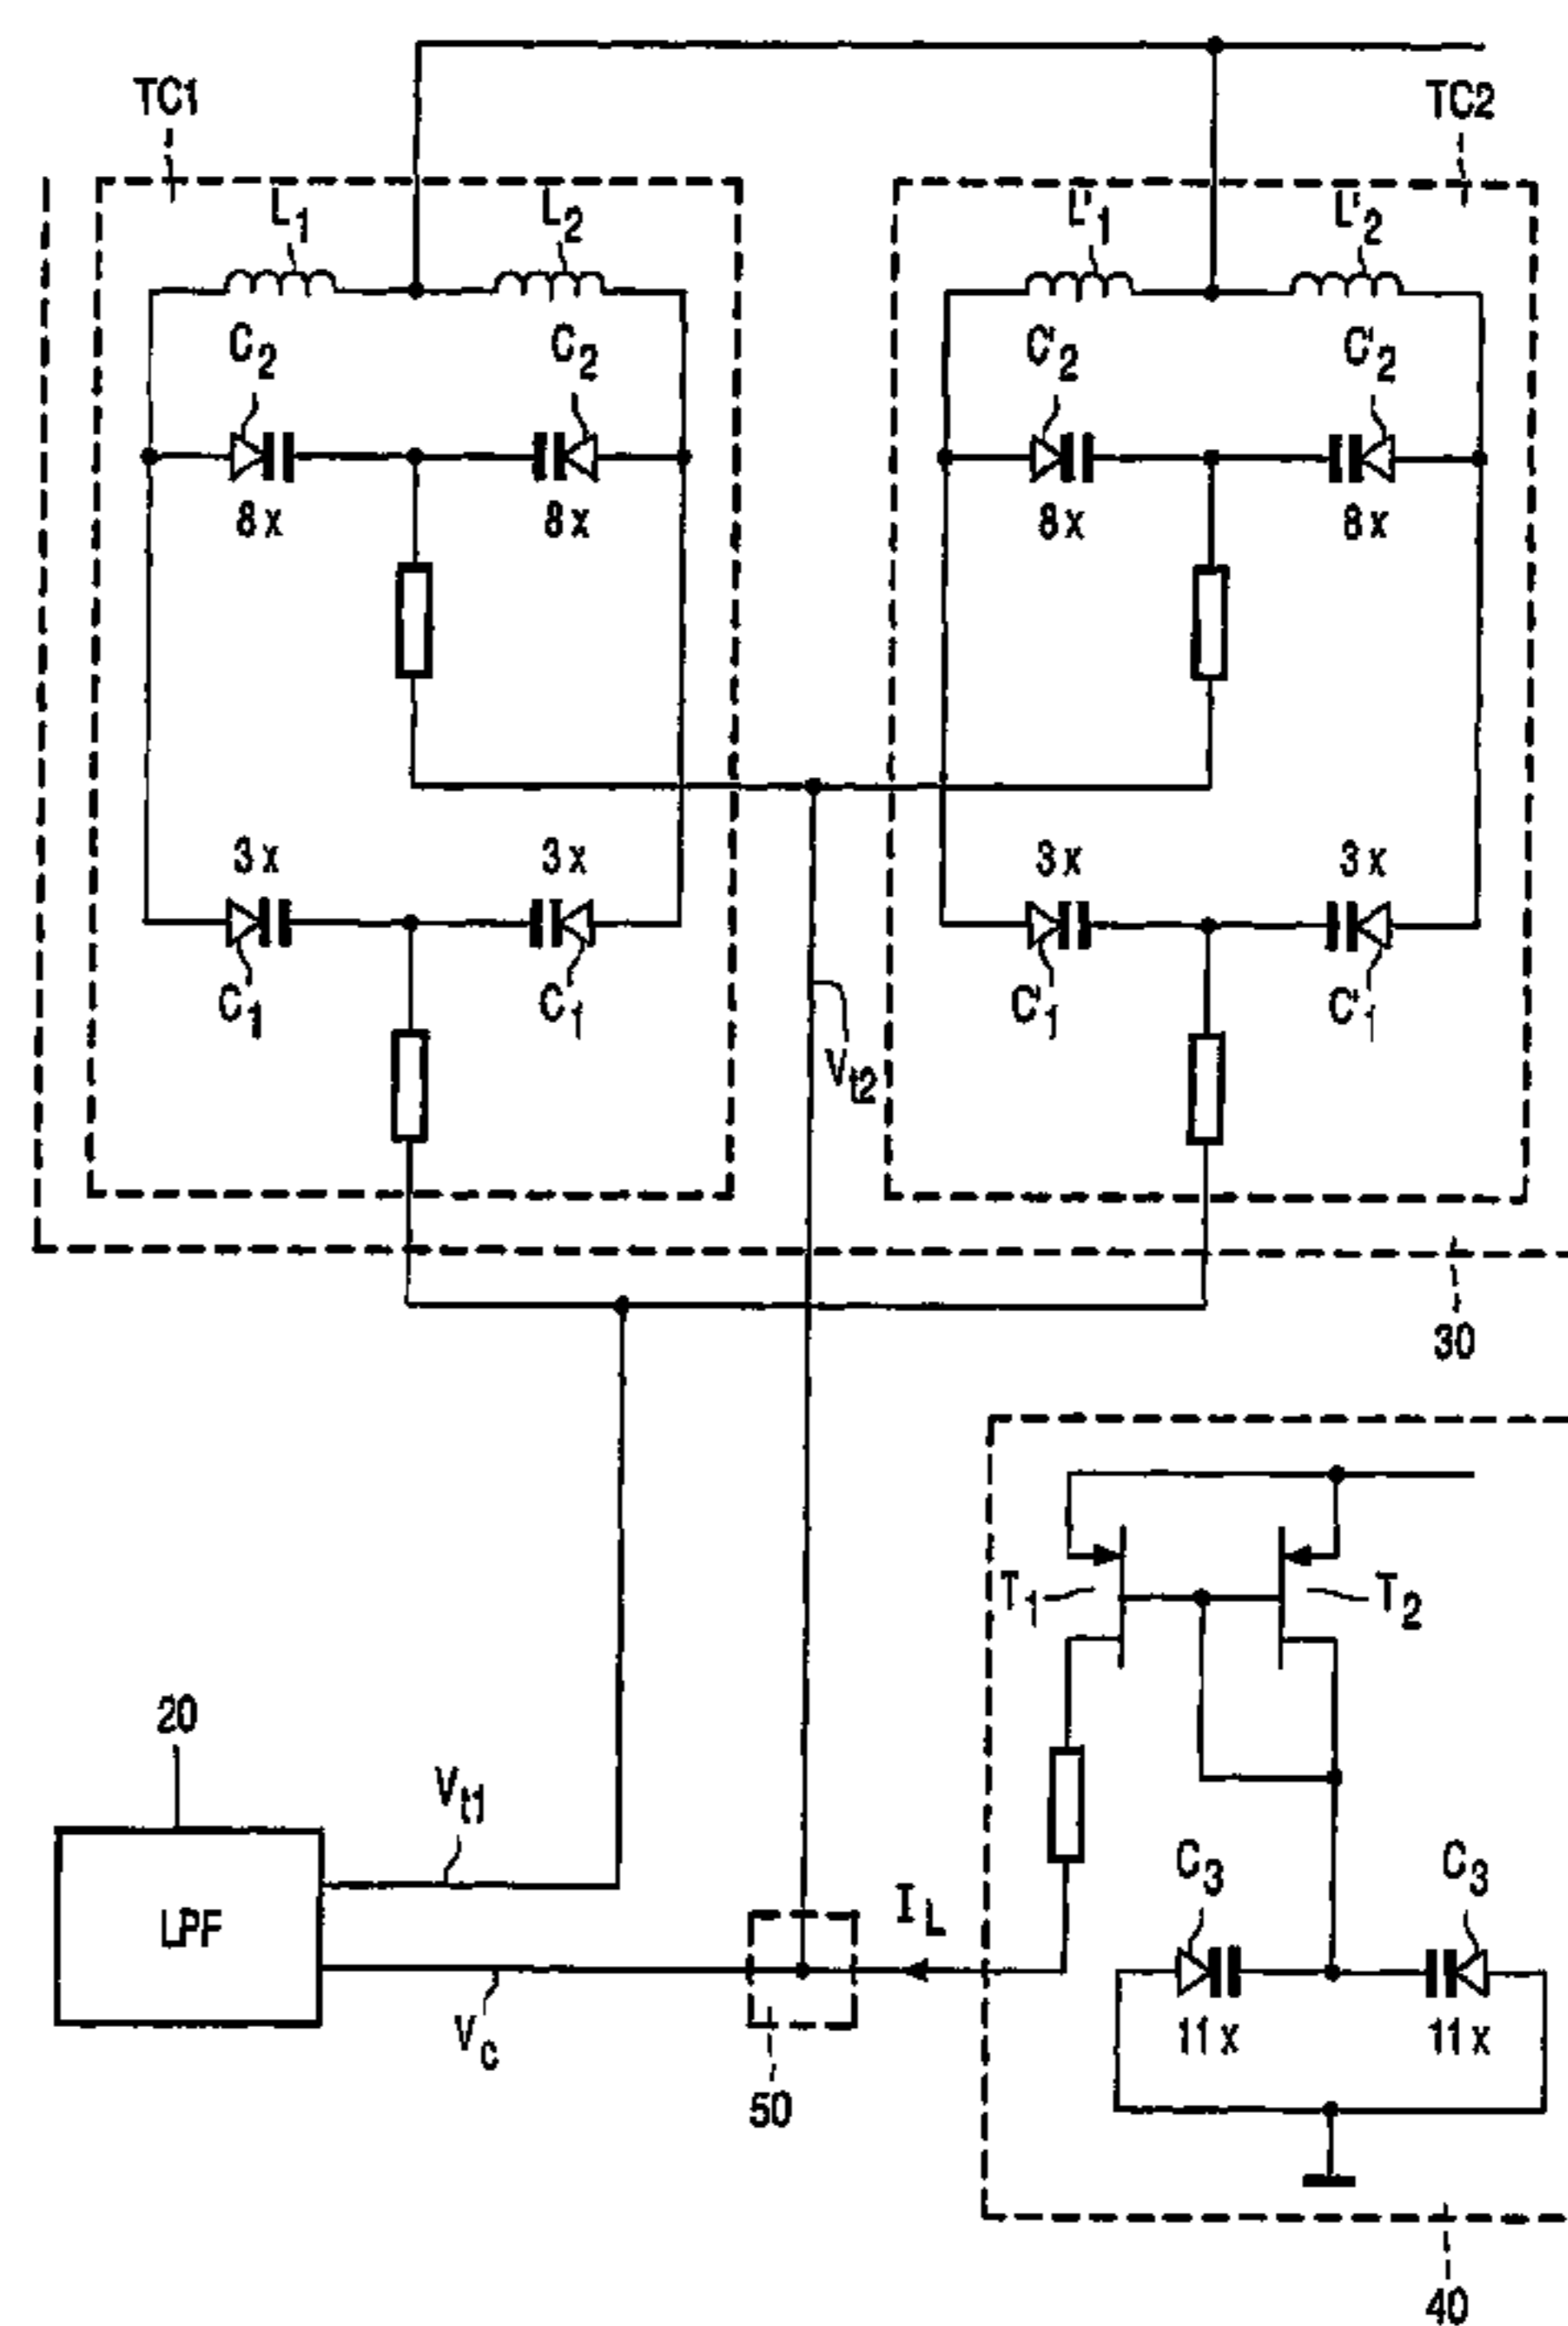 TC1 TC2
L1 L2 L'1 L'2
C2 C2 C'2 C'2
8x 8x 8x 8x
3x 3x 3x 3x
C1 C1 C'1 C'1
Vt2
30
T1 T2
20
Vt1
C3 C3
IL
LPF
11x 11x
Vc
50
40